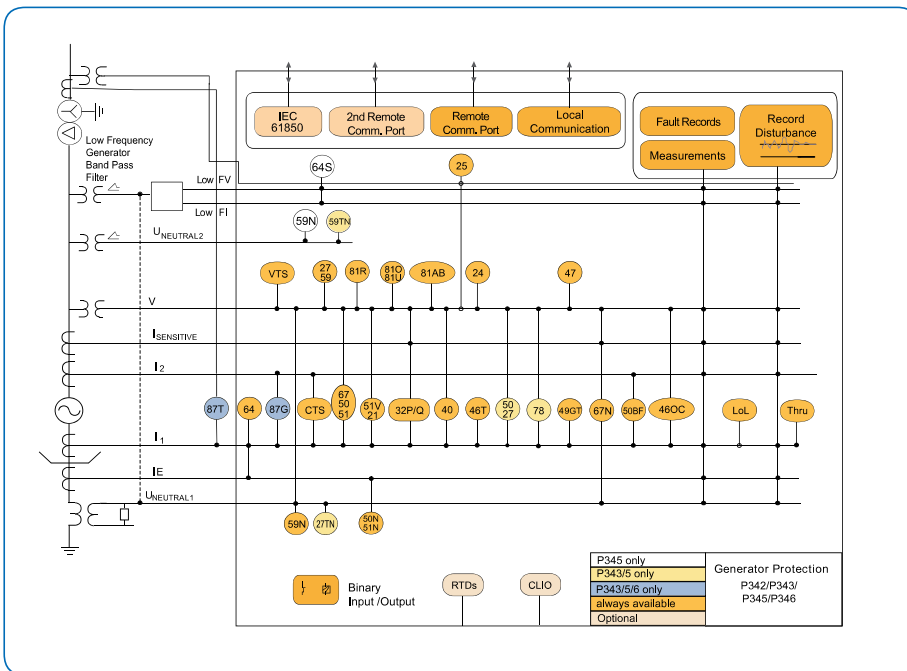 IEC
61850
2nd Remote
Comm. Port
Remote
Comm. Port
Local
Communication
Fault Records
Measurements
Record
Disturbance
Low Frequency
Generator
Band Pass
Filter
64S
25
Low FV
Low FI
59N
59TN
UNEUTRAL2
VTS
27
59
81R
81O
81U
81AB
24
47
V
ISENSITIVE
I2
87T
64
87G
CTS
67
50
51
51V
21
32P/Q
40
46T
50
27
78
49GT
67N
50BF
46OC
LoL
Thru
I1
IE
UNEUTRAL1
59N
27TN
50N
51N
Binary
Input /Output
RTDs
CLIO
P345 only
P343/5 only
P343/5/6 only
always available
Optional
Generator Protection
P342/P343/
P345/P346